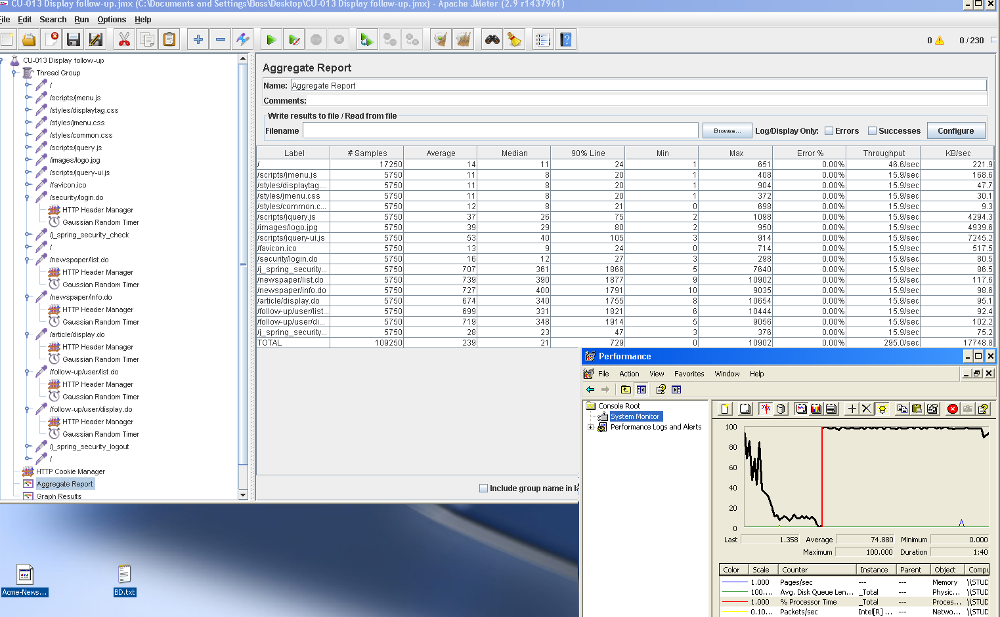 CU-013 Display follow-up.jmx (C:\Documents and Settings\Boss\Desktop\CU-013 Display follow-up.jmx) - Apache JMeter (2.9 r1437961)
File Edit Search Run Options Help
0 0 / 230
CU-013 Display follow-up
Thread Group
/
/scripts/jmenu.js
/styles/displaytag.css
/styles/jmenu.css
/styles/common.css
/scripts/jquery.js
/images/logo.jpg
/scripts/jquery-ui.js
/favicon.ico
/security/login.do
HTTP Header Manager
Gaussian Random Timer
/j_spring_security_check
/
/newspaper/list.do
HTTP Header Manager
Gaussian Random Timer
/newspaper/info.do
HTTP Header Manager
Gaussian Random Timer
/article/display.do
HTTP Header Manager
Gaussian Random Timer
/follow-up/user/list.do
HTTP Header Manager
Gaussian Random Timer
/follow-up/user/display.do
HTTP Header Manager
Gaussian Random Timer
/j_spring_security_logout
/
HTTP Cookie Manager
Aggregate Report
Graph Results
Aggregate Report
Name: Aggregate Report
Comments:
Write results to file / Read from file
Filename Browse... Log/Display Only: Errors Successes Configure
Label # Samples Average Median 90% Line Min Max Error % Throughput KB/sec
/ 17250 14 11 24 1 651 0.00% 46.6/sec 221.9
/scripts/jmenu.js 5750 11 8 20 1 408 0.00% 15.9/sec 168.6
/styles/displaytag.... 5750 11 8 20 1 904 0.00% 15.9/sec 47.7
/styles/jmenu.css 5750 11 8 20 1 372 0.00% 15.9/sec 30.1
/styles/common.c... 5750 12 8 21 0 698 0.00% 15.9/sec 9.3
/scripts/jquery.js 5750 37 26 75 2 1098 0.00% 15.9/sec 4294.3
/images/logo.jpg 5750 39 29 80 2 950 0.00% 15.9/sec 4939.6
/scripts/jquery-ui.js 5750 53 40 105 3 914 0.00% 15.9/sec 7245.2
/favicon.ico 5750 13 9 24 0 714 0.00% 15.9/sec 517.5
/security/login.do 5750 16 12 27 3 298 0.00% 15.9/sec 80.5
/j_spring_security... 5750 707 361 1866 5 7640 0.00% 15.9/sec 86.5
/newspaper/list.do 5750 739 390 1877 9 10902 0.00% 15.9/sec 117.6
/newspaper/info.do 5750 727 400 1791 10 9035 0.00% 15.9/sec 98.6
/article/display.do 5750 674 340 1755 8 10654 0.00% 15.9/sec 95.1
/follow-up/user/list... 5750 699 331 1821 6 10444 0.00% 15.9/sec 92.4
/follow-up/user/di... 5750 719 348 1914 5 9056 0.00% 15.9/sec 102.2
/j_spring_security... 5750 28 23 47 3 376 0.00% 15.9/sec 75.2
TOTAL 109250 239 21 729 0 10902 0.00% 295.0/sec 17748.8
Include group name in la
Performance
File Action View Favorites Window Help
Console Root
System Monitor
Performance Logs and Alerts
100
80
60
40
20
0
Last 1.358 Average 74.880 Minimum 0.000
Maximum 100.000 Duration 1:40
Color Scale Counter Instance Parent Object Compu
1.000 Pages/sec --- --- Memory \\STUD
100.... Avg. Disk Queue Len... _Total --- Physic... \\STUD
1.000 % Processor Time _Total --- Proces... \\STUD
0.10... Packets/sec Intel[R] ... --- Netwo... \\STUD
Acme-News...
BD.txt